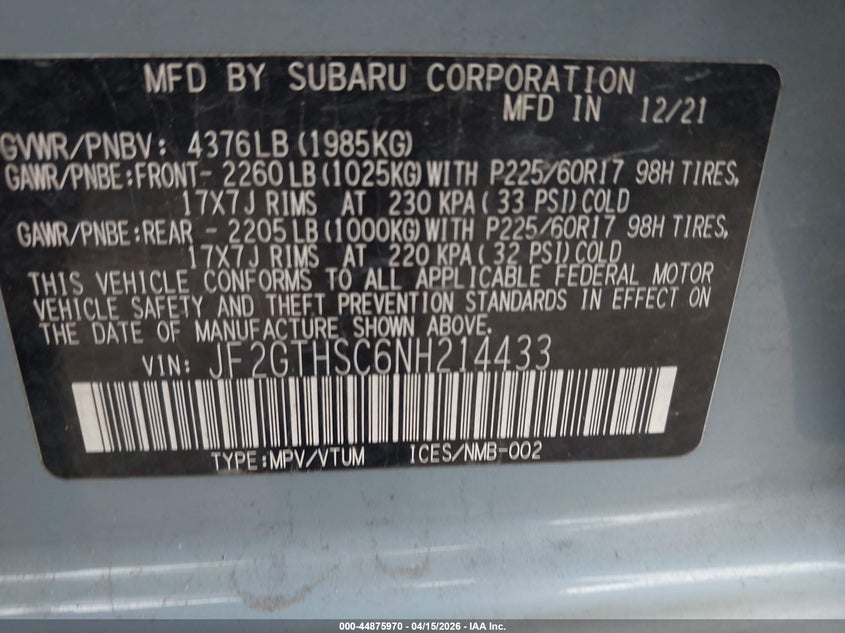 MFD BY SUBARU CORPORATION
MFD IN 12/21
GVWR/PNBV: 4376LB (1985KG)
GAWR/PNBE:FRONT- 2260 LB (1025KG) WITH P225/60R17 98H TIRES,
17X7J RIMS AT 230 KPA ( 33 PSI) COLD
GAWR/PNBE:REAR - 2205 LB (1000KG) WITH P225/60R17 98H TIRES,
17X7J RIMS AT 220 KPA ( 32 PSI) COLD
THIS VEHICLE CONFORMS TO ALL APPLICABLE FEDERAL MOTOR
VEHICLE SAFETY AND THEFT PREVENTION STANDARDS IN EFFECT ON
THE DATE OF MANUFACTURE SHOWN ABOVE.
VIN: JF2GTHSC6NH214433
TYPE:MPV/VTUM ICES/NMB-002
000-44875970 - 04/15/2026 - IAA Inc.